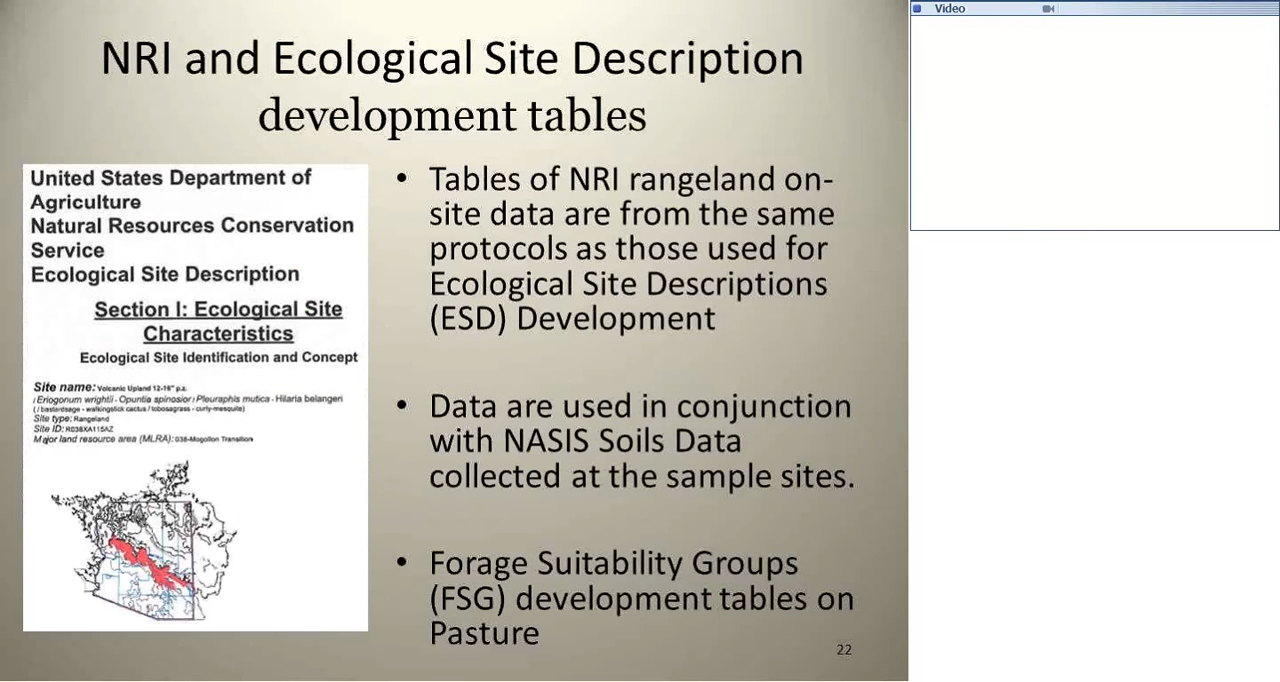 Video
NRI and Ecological Site Description
development tables
United States Department of
Agriculture
Natural Resources Conservation
Service
Ecological Site Description
Section I: Ecological Site
Characteristics
Ecological Site Identification and Concept
Site name: Volcanic Upland 12-16" p.z.
/ Eriogonum wrightii - Opuntia spinosior / Pleuraphis mutica - Hilaria belangeri
( / bastardsage - walkingstick cactus / tobosagrass - curly-mesquite)
Site type: Rangeland
Site ID: R038XA115AZ
Major land resource area (MLRA): 038-Mogollon Transition
• Tables of NRI rangeland on-
site data are from the same
protocols as those used for
Ecological Site Descriptions
(ESD) Development
• Data are used in conjunction
with NASIS Soils Data
collected at the sample sites.
• Forage Suitability Groups
(FSG) development tables on
Pasture
22